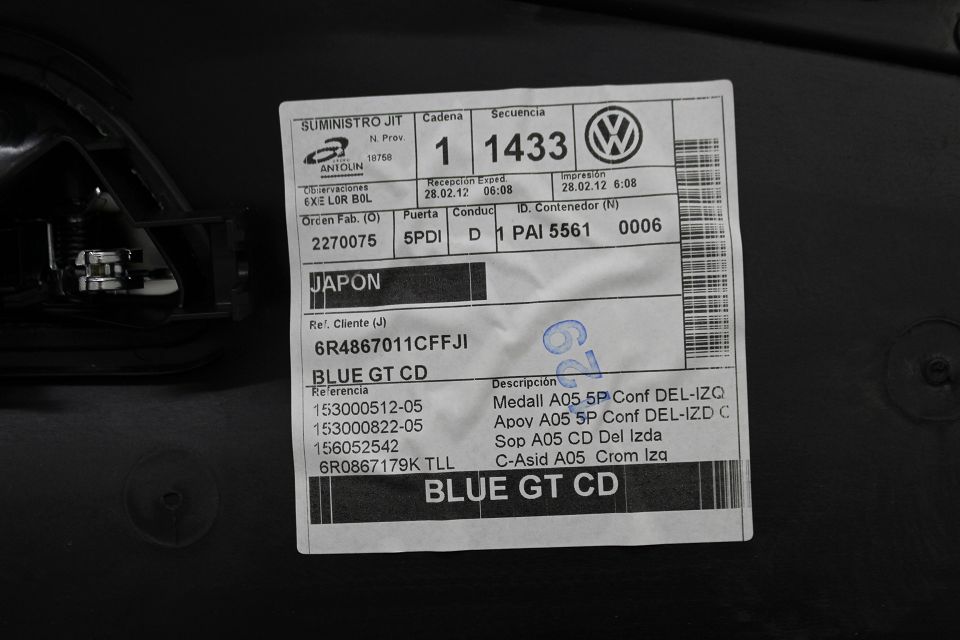 SUMINISTRO JIT
Cadena
Secuencia
N. Prov.
GRUPO
ANTOLIN
18758
1
1433
Observaciones
6XE L0R B0L
Recepción Exped.
28.02.12 06:08
Impresión
28.02.12 6:08
Orden Fab. (O)
2270075
Puerta
5PDI
Conduc
D
ID. Contenedor (N)
1 PAI 5561 0006
JAPON
Ref. Cliente (J)
6R4867011CFFJI
BLUE GT CD
Referencia
Descripción
153000512-05 Medall A05 5P Conf DEL-IZQ
153000822-05 Apoy A05 5P Conf DEL-IZD C
156052542 Sop A05 CD Del Izda
6R0867179K TLL C-Asid A05 Crom Izq
BLUE GT CD